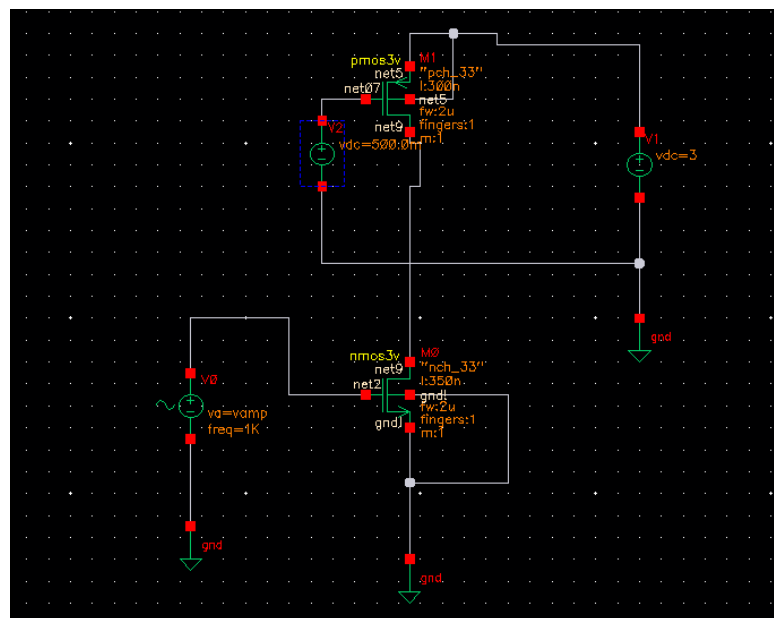 pmos3v
M1
net5
"pch_33"
l:300n
net07
net5
fw:2u
fingers:1
net9
m:1
V2
vdc=500.0m
V1
vdc=3
gnd
nmos3v
M0
net9
"nch_33"
l:350n
net2
gnd!
fw:2u
fingers:1
gnd!
m:1
V0
va=vamp
freq=1K
gnd
gnd